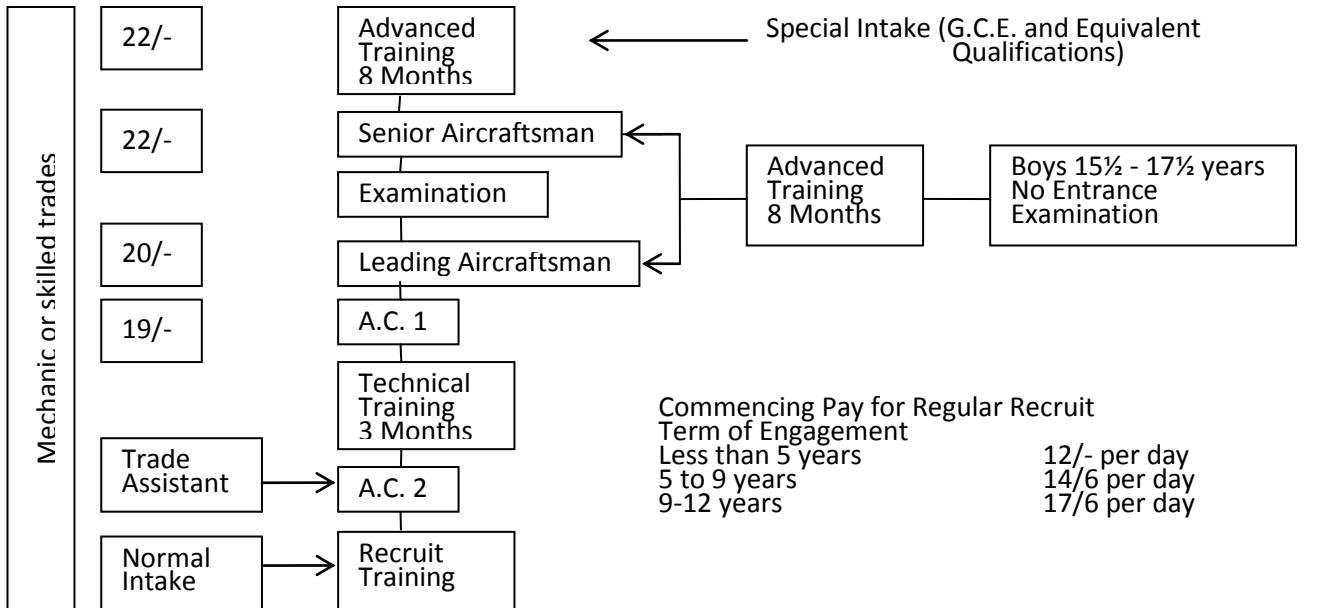 Mechanic or skilled trades
22/-
Advanced
Training
8 Months
Special Intake (G.C.E. and Equivalent
Qualifications)
22/-
Senior Aircraftsman
Examination
Advanced
Training
8 Months
Boys 15½ - 17½ years
No Entrance
Examination
20/-
Leading Aircraftsman
19/-
A.C. 1
Technical
Training
3 Months
Commencing Pay for Regular Recruit
Term of Engagement
Less than 5 years 12/- per day
5 to 9 years 14/6 per day
9-12 years 17/6 per day
Trade
Assistant
A.C. 2
Normal
Intake
Recruit
Training